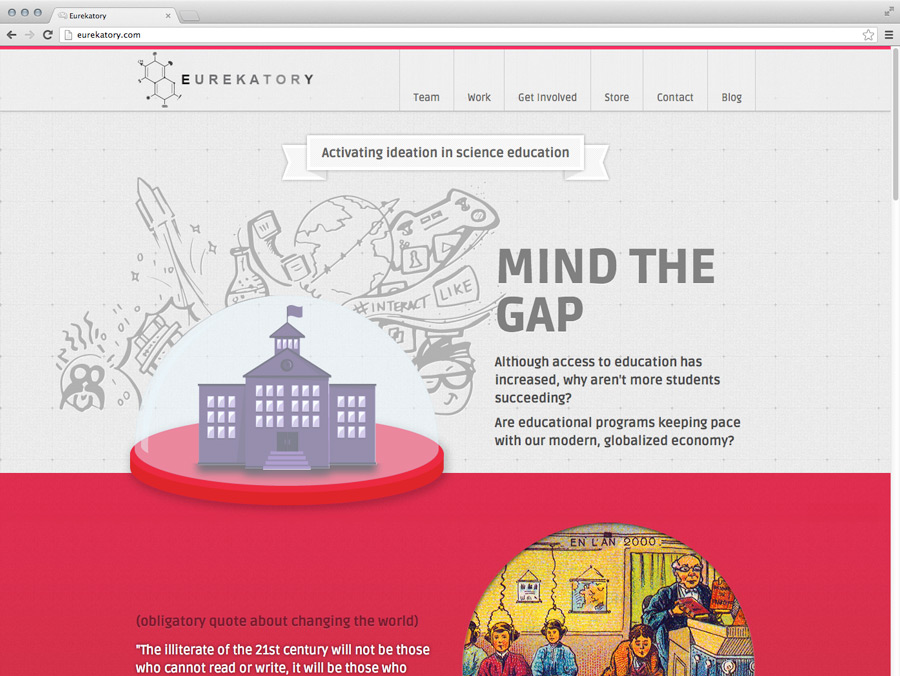 Eurekatory
eurekatory.com
EUREKATORY
Team
Work
Get Involved
Store
Contact
Blog
Activating ideation in science education
#INTERACT
LIKE
MIND THE
GAP
Although access to education has
increased, why aren't more students
succeeding?
Are educational programs keeping pace
with our modern, globalized economy?
EN L'AN 2000
(obligatory quote about changing the world)
"The illiterate of the 21st century will not be those
who cannot read or write, it will be those who